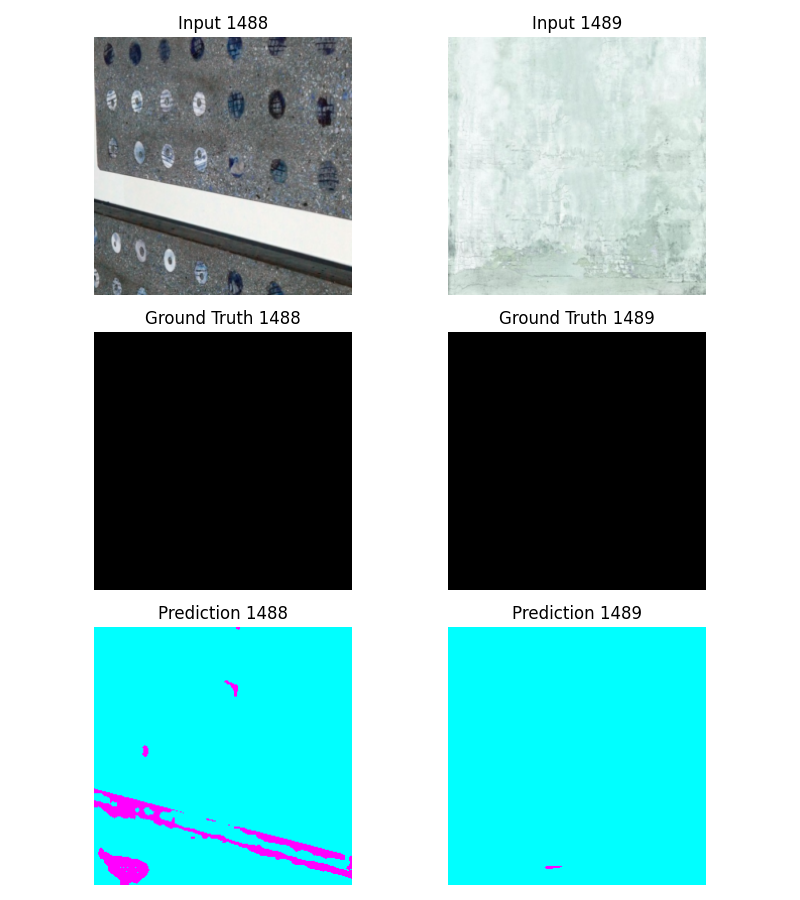 Input 1488
Input 1489
Ground Truth 1488
Ground Truth 1489
Prediction 1488
Prediction 1489